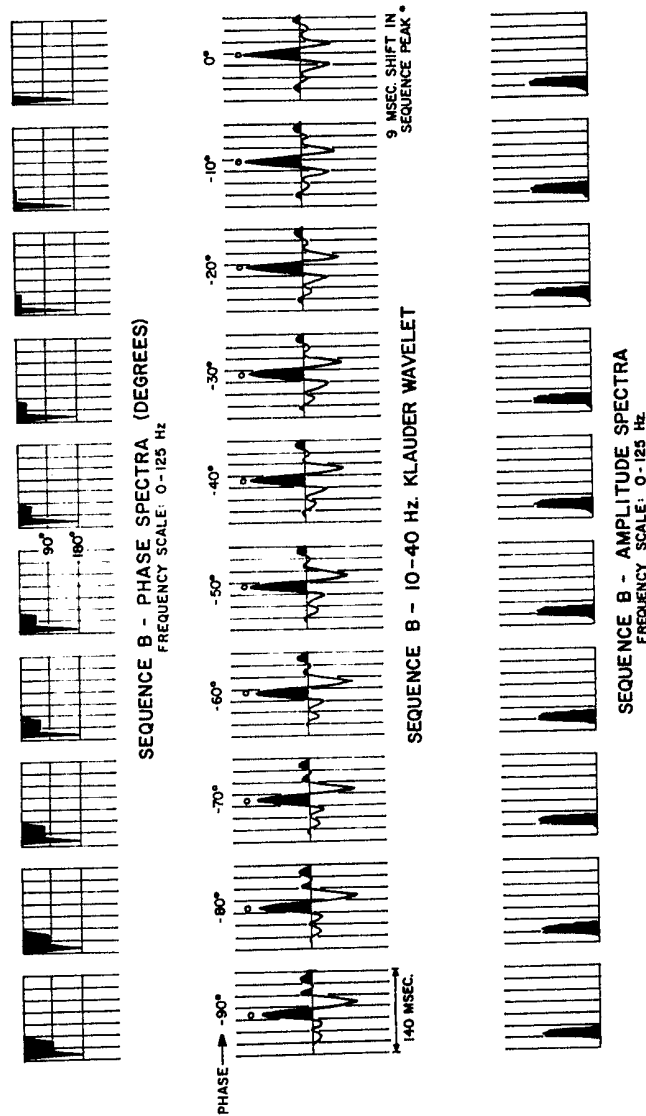 90°
180°
SEQUENCE B - PHASE SPECTRA (DEGREES)
FREQUENCY SCALE: 0-125 Hz
PHASE → -90° -80° -70° -60° -50° -40° -30° -20° -10° 0°
140 MSEC.
9 MSEC. SHIFT IN
SEQUENCE PEAK °
SEQUENCE B - 10-40 Hz. KLAUDER WAVELET
SEQUENCE B - AMPLITUDE SPECTRA
FREQUENCY SCALE: 0-125 Hz.